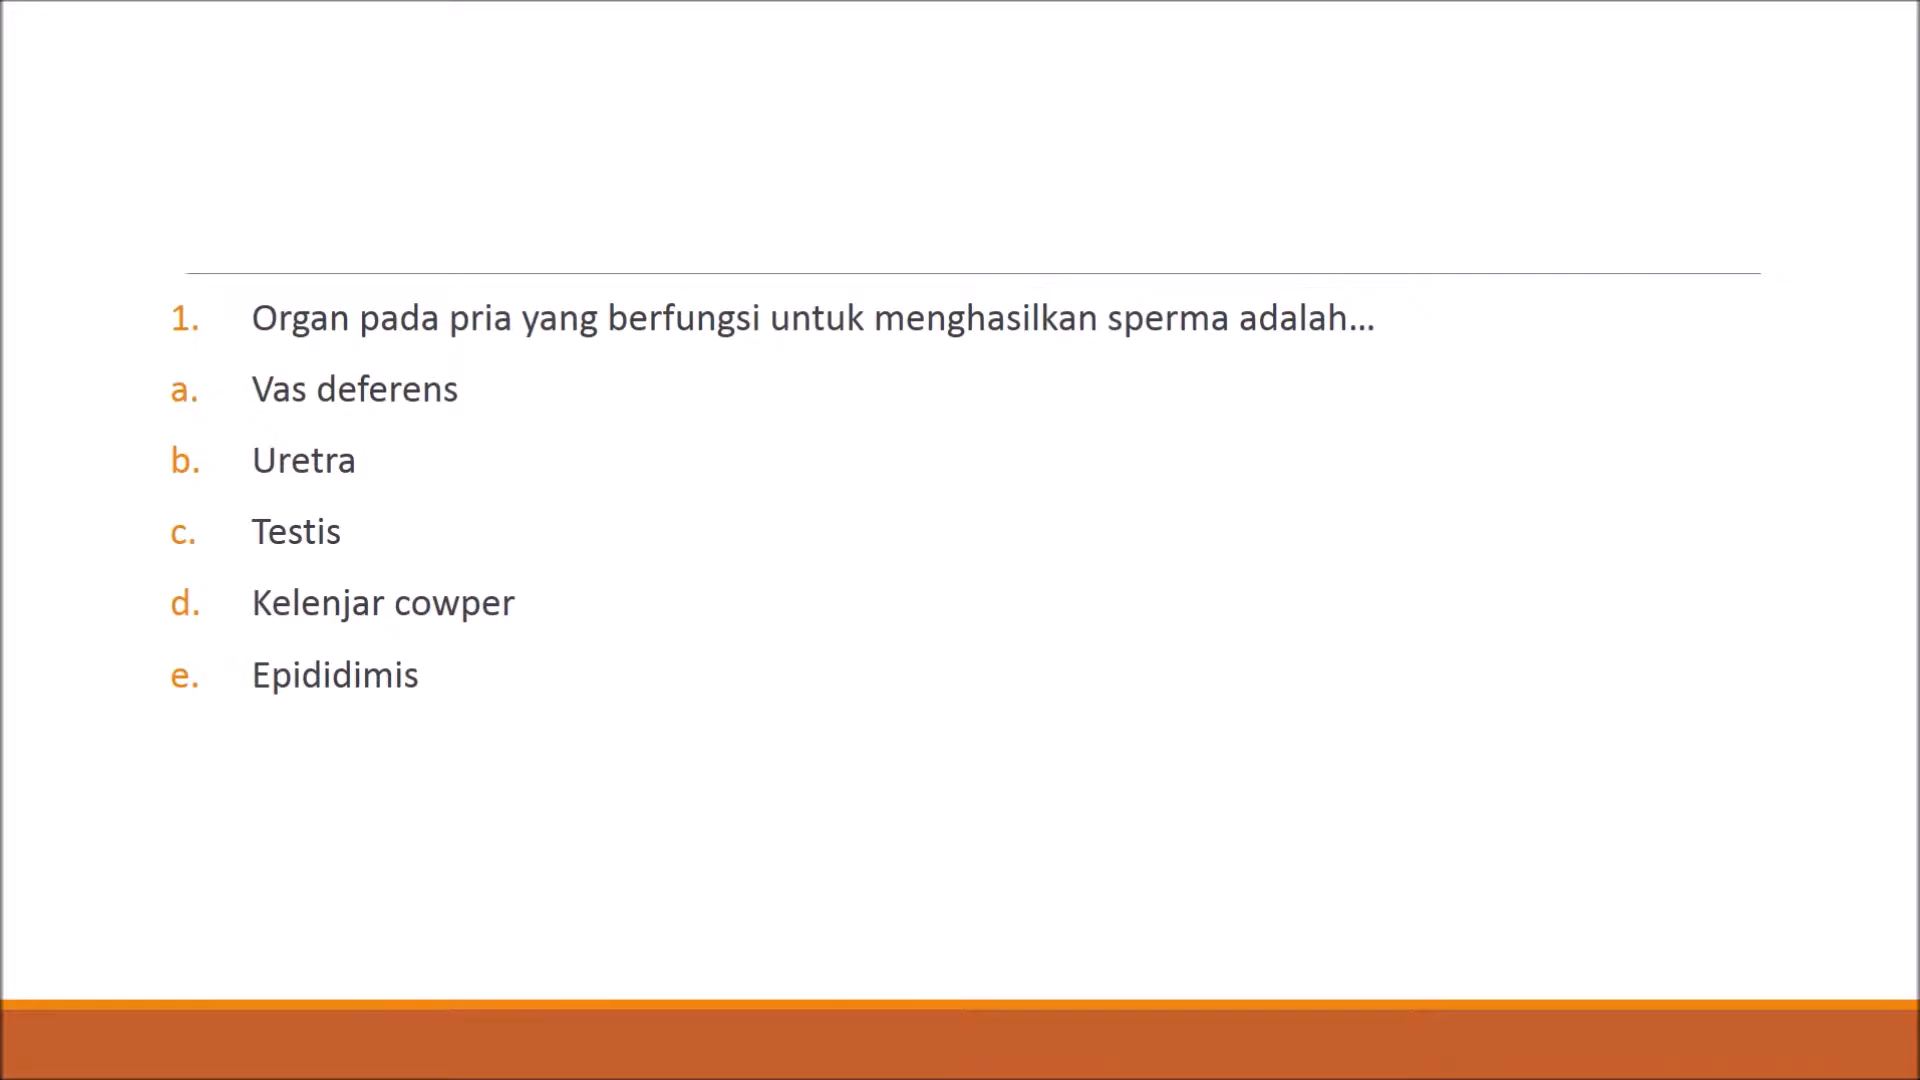 1. Organ pada pria yang berfungsi untuk menghasilkan sperma adalah...
a. Vas deferens
b. Uretra
c. Testis
d. Kelenjar cowper
e. Epididimis